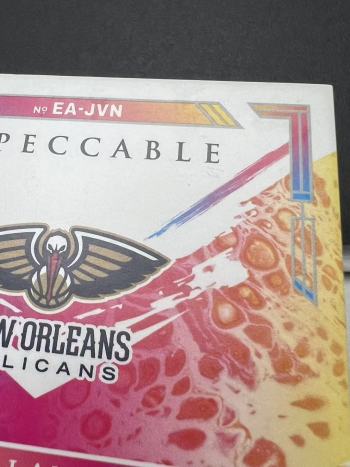 Nº EA-JVN
PECCABLE
W ORLEANS
LICANS